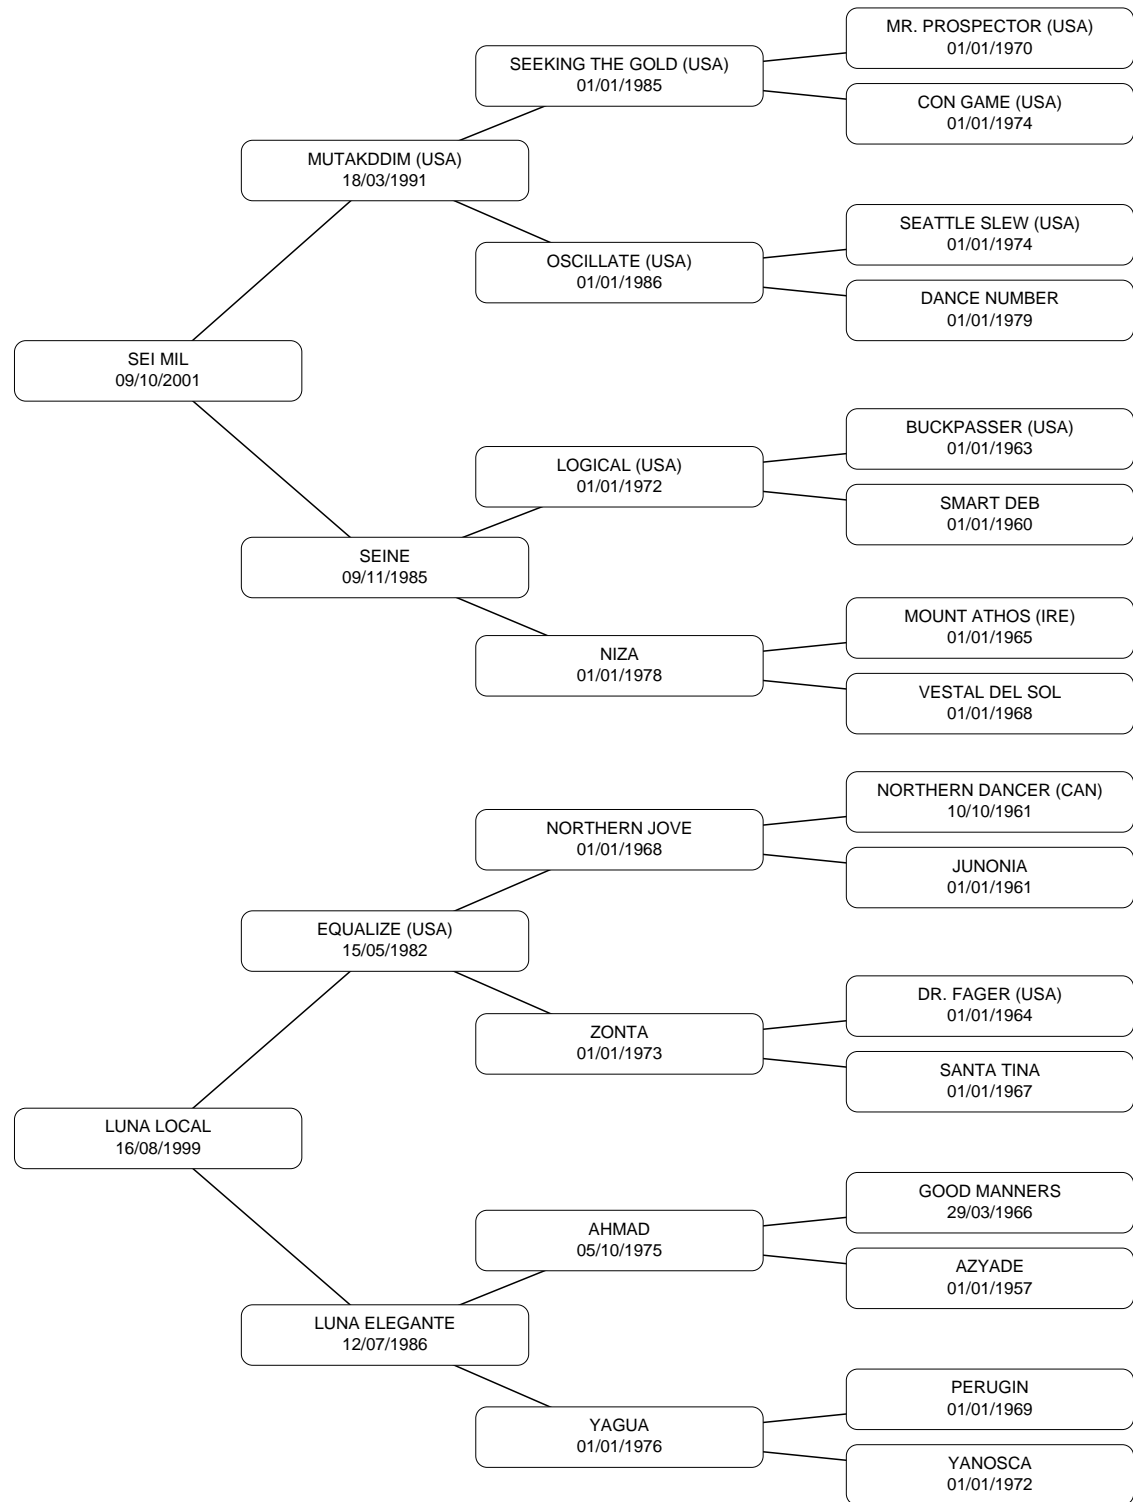 MR. PROSPECTOR (USA)
01/01/1970
SEEKING THE GOLD (USA)
01/01/1985
CON GAME (USA)
01/01/1974
MUTAKDDIM (USA)
18/03/1991
SEATTLE SLEW (USA)
01/01/1974
OSCILLATE (USA)
01/01/1986
DANCE NUMBER
01/01/1979
SEI MIL
09/10/2001
BUCKPASSER (USA)
01/01/1963
LOGICAL (USA)
01/01/1972
SMART DEB
01/01/1960
SEINE
09/11/1985
MOUNT ATHOS (IRE)
01/01/1965
NIZA
01/01/1978
VESTAL DEL SOL
01/01/1968
NORTHERN DANCER (CAN)
10/10/1961
NORTHERN JOVE
01/01/1968
JUNONIA
01/01/1961
EQUALIZE (USA)
15/05/1982
DR. FAGER (USA)
01/01/1964
ZONTA
01/01/1973
SANTA TINA
01/01/1967
LUNA LOCAL
16/08/1999
GOOD MANNERS
29/03/1966
AHMAD
05/10/1975
AZYADE
01/01/1957
LUNA ELEGANTE
12/07/1986
PERUGIN
01/01/1969
YAGUA
01/01/1976
YANOSCA
01/01/1972